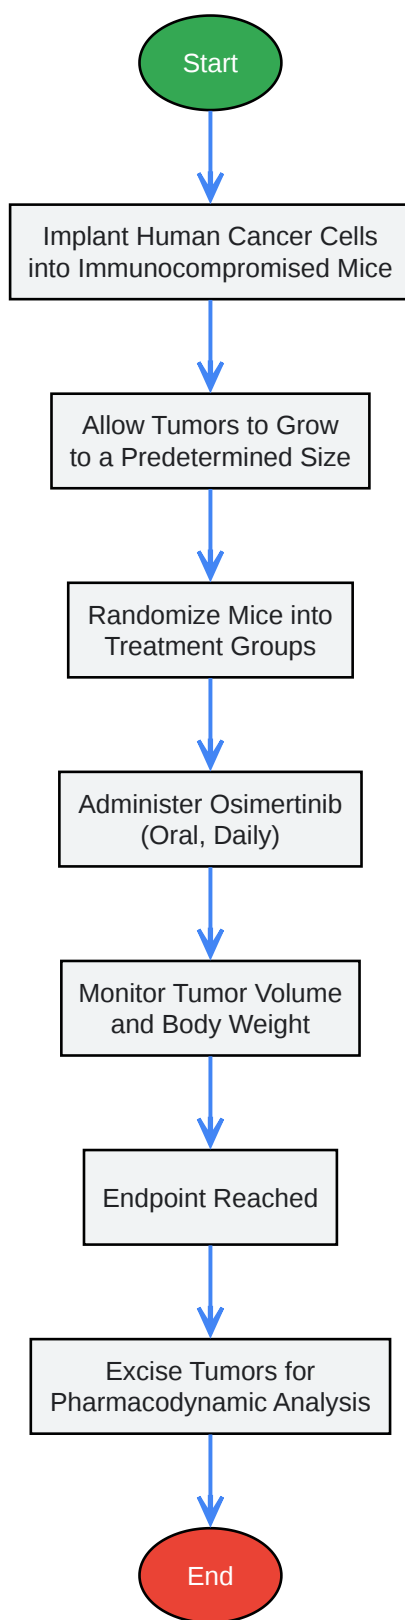 Start
Implant Human Cancer Cells
into Immunocompromised Mice
Allow Tumors to Grow
to a Predetermined Size
Randomize Mice into
Treatment Groups
Administer Osimertinib
(Oral, Daily)
Monitor Tumor Volume
and Body Weight
Endpoint Reached
Excise Tumors for
Pharmacodynamic Analysis
End